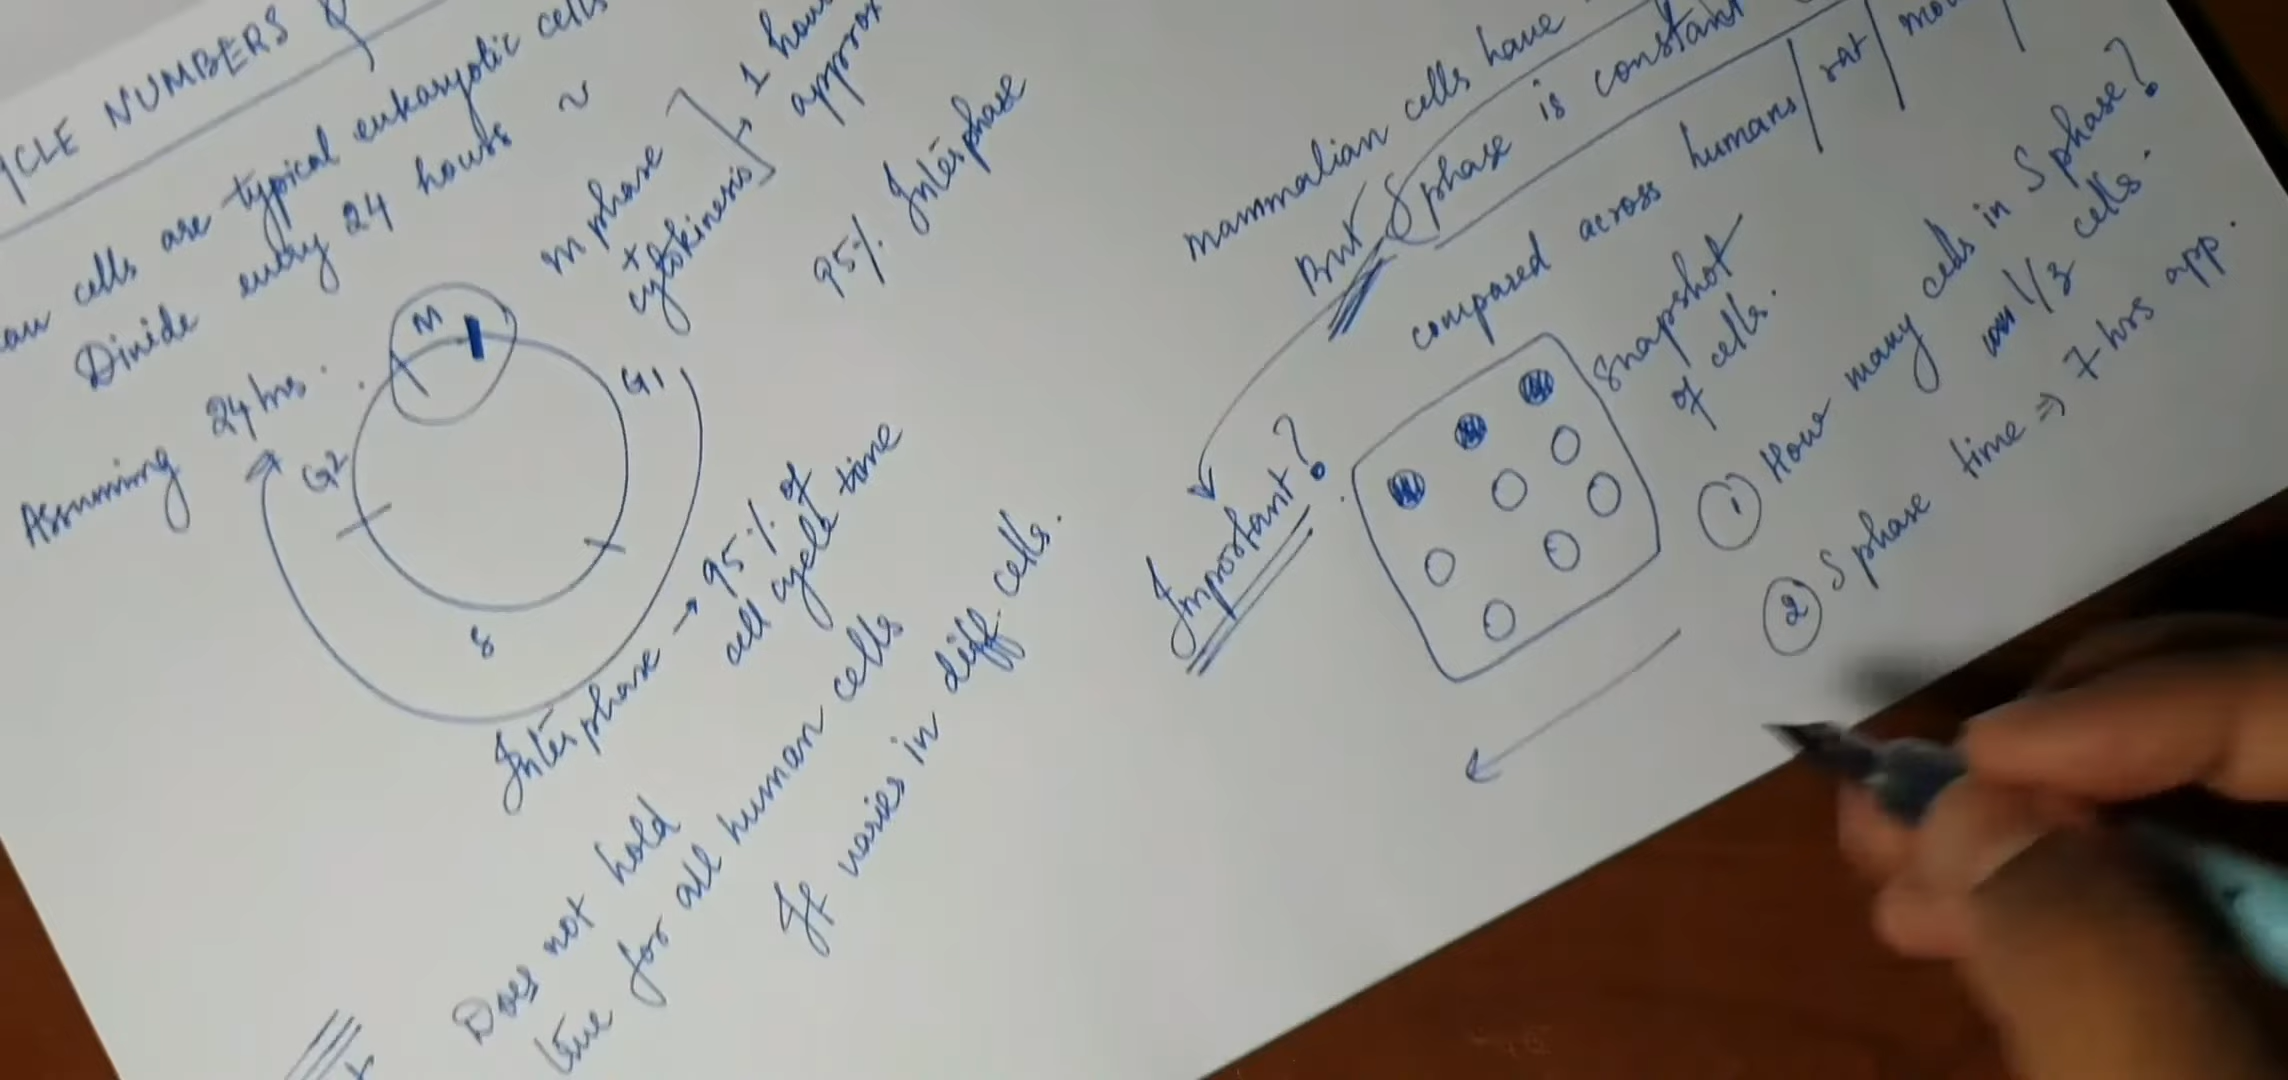 CYCLE NUMBERS &
cells are typical eukaryotic cells
Divide every 24 hours ~
Assuming 24 hrs.
M
G1
S
G2
m phase
+
cytokinesis
1 hour
approx
95% Interphase
Interphase → 95% of
cell cycle time
Does not hold
true for all human cells
It varies in diff. cells.
mammalian cells have
But S phase is constant
compared across humans/rat/
Important?
snapshot
of cells.
① How many cells in S phase?
1/3 cells.
② S phase time ⇒ 7 hrs app.